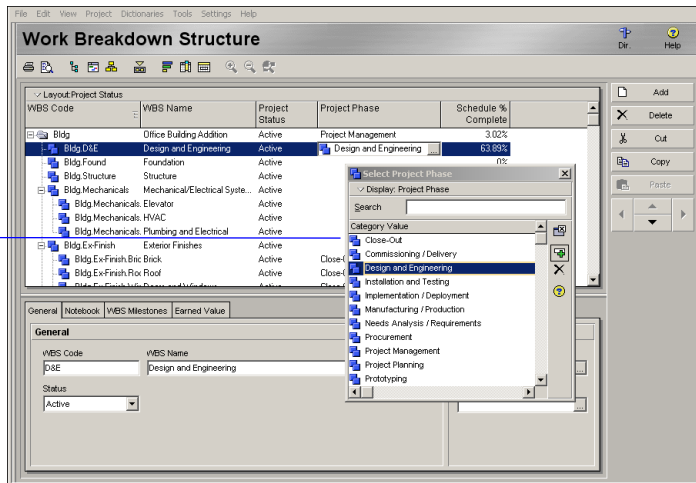 File Edit View Project Dictionaries Tools Settings Help
Work Breakdown Structure
Dir. Help
Layout:Project Status
WBS Code WBS Name Project Status Project Phase Schedule % Complete
Bldg Office Building Addition Active Project Management 3.02%
Bldg.D&E Design and Engineering Active Design and Engineering ... 63.89%
Bldg.Found Foundation Active 0%
Bldg.Structure Structure Active
Bldg.Mechanicals Mechanical/Electrical Syste... Active
Bldg.Mechanicals. Elevator Active
Bldg.Mechanicals. HVAC Active
Bldg.Mechanicals. Plumbing and Electrical Active
Bldg.Ex-Finish Exterior Finishes Active
Bldg.Ex-Finish.Bric Brick Active
Bldg.Ex-Finish.Roo Roof Active
Add
Delete
Cut
Copy
Paste
Select Project Phase
Display: Project Phase
Search
Category Value
Close-Out
Commissioning / Delivery
Design and Engineering
Installation and Testing
Implementation / Deployment
Manufacturing / Production
Needs Analysis / Requirements
Procurement
Project Management
Project Planning
Prototyping
General Notebook WBS Milestones Earned Value
General
WBS Code WBS Name
D&E Design and Engineering
Status
Active